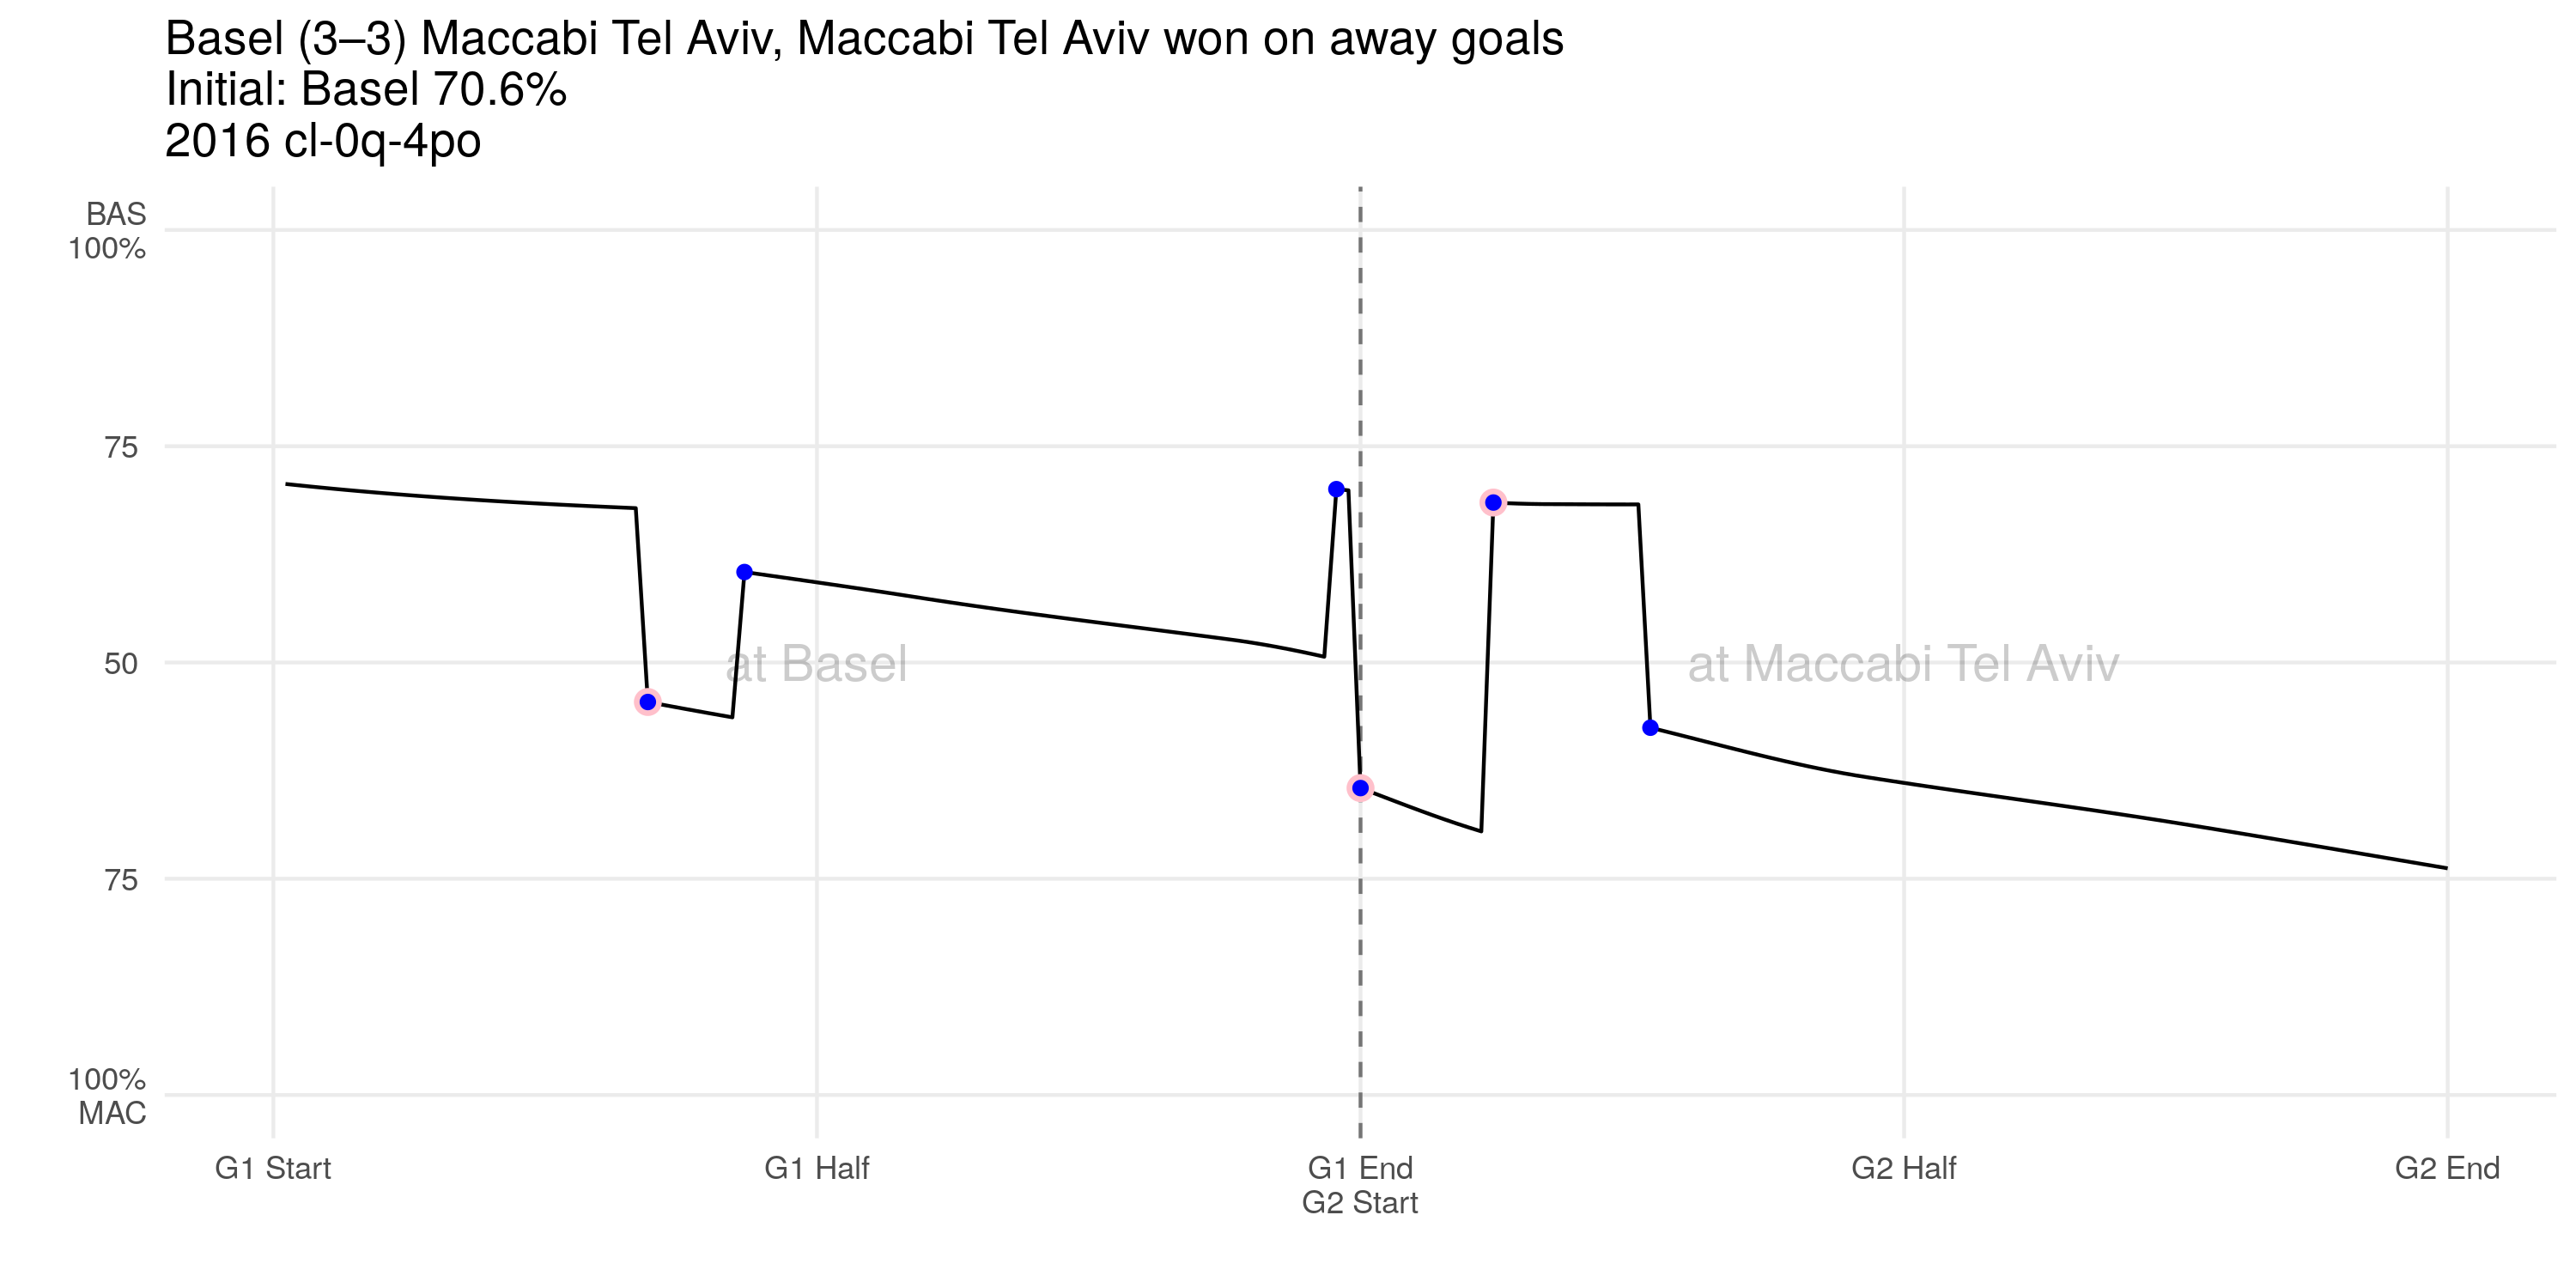 Basel (3–3) Maccabi Tel Aviv, Maccabi Tel Aviv won on away goals
Initial: Basel 70.6%
2016 cl-0q-4po
BAS
100%
75
50
75
100%
MAC
at Basel
at Maccabi Tel Aviv
G1 Start
G1 Half
G1 End
G2 Start
G2 Half
G2 End